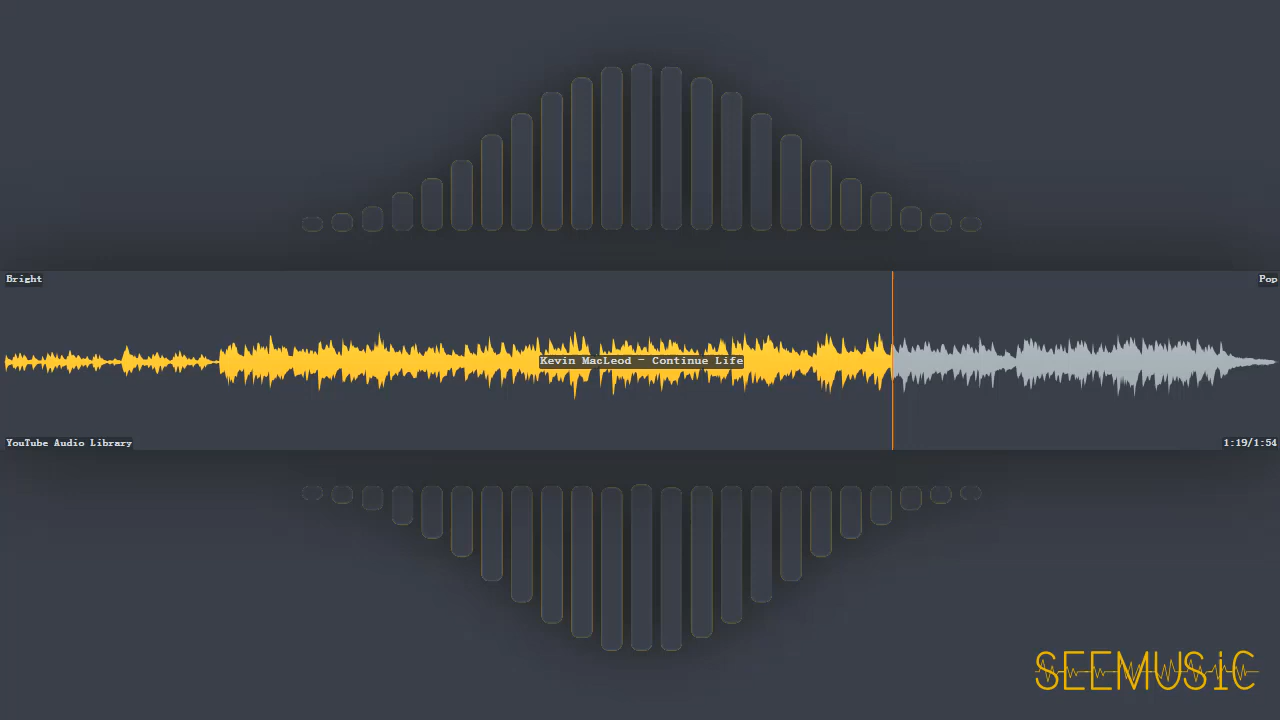 Bright
Pop
Kevin MacLeod - Continue Life
YouTube Audio Library
1:19/1:54
SEEMUSiC